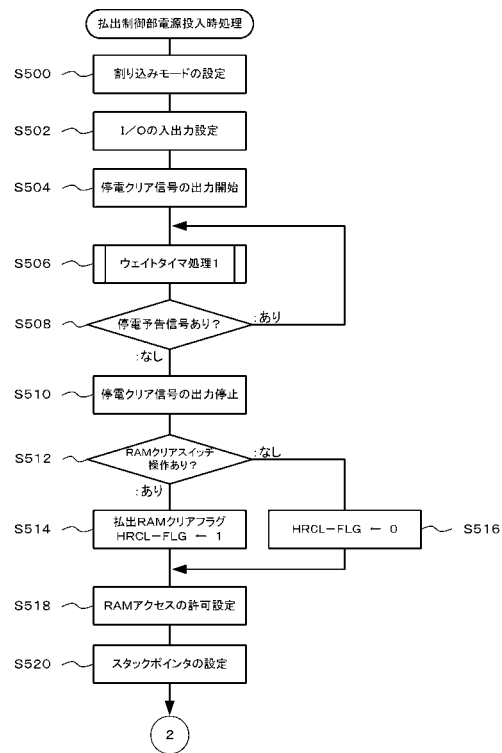 払出制御部電源投入時処理
S500
割り込みモードの設定
S502
I/Oの入出力設定
S504
停電クリア信号の出力開始
S506
ウェイトタイマ処理1
S508
停電予告信号あり?
:あり
:なし
S510
停電クリア信号の出力停止
S512
RAMクリアスイッチ
操作あり?
:なし
:あり
S514
払出RAMクリアフラグ
HRCL-FLG ← 1
HRCL-FLG ← 0
S516
S518
RAMアクセスの許可設定
S520
スタックポインタの設定
2